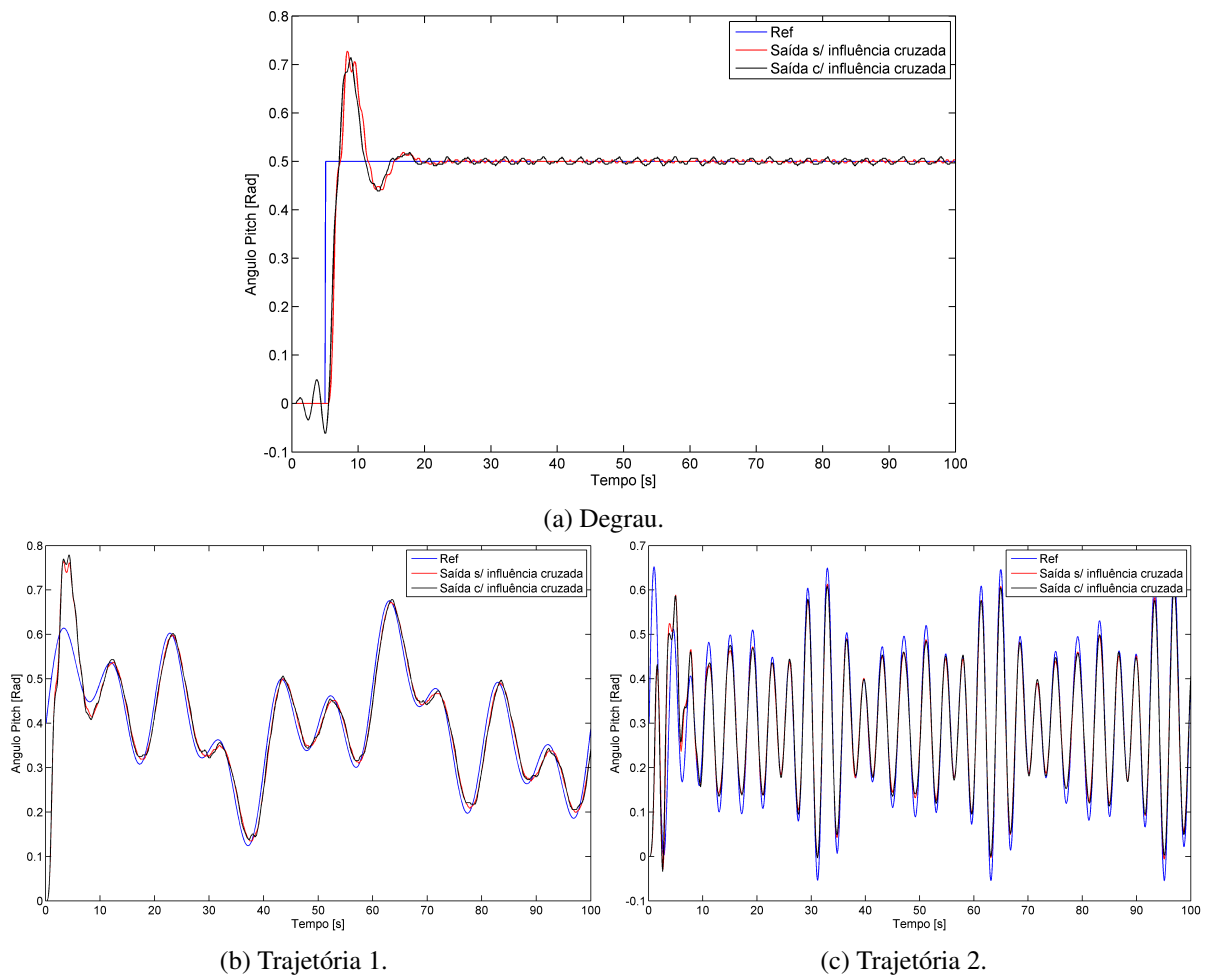 0.8
0.7
0.6
0.5
0.4
0.3
0.2
0.1
0
-0.1
Angulo Pitch [Rad]
Ref
Saída s/ influência cruzada
Saída c/ influência cruzada
0 10 20 30 40 50 60 70 80 90 100
Tempo [s]
(a) Degrau.
0.8
0.7
0.6
0.5
0.4
0.3
0.2
0.1
0
Angulo Pitch [Rad]
Ref
Saída s/ influência cruzada
Saída c/ influência cruzada
0 10 20 30 40 50 60 70 80 90 100
Tempo [s]
(b) Trajetória 1.
0.7
0.6
0.5
0.4
0.3
0.2
0.1
0
-0.1
Angulo Pitch [Rad]
Ref
Saída s/ influência cruzada
Saída c/ influência cruzada
0 10 20 30 40 50 60 70 80 90 100
Tempo [s]
(c) Trajetória 2.